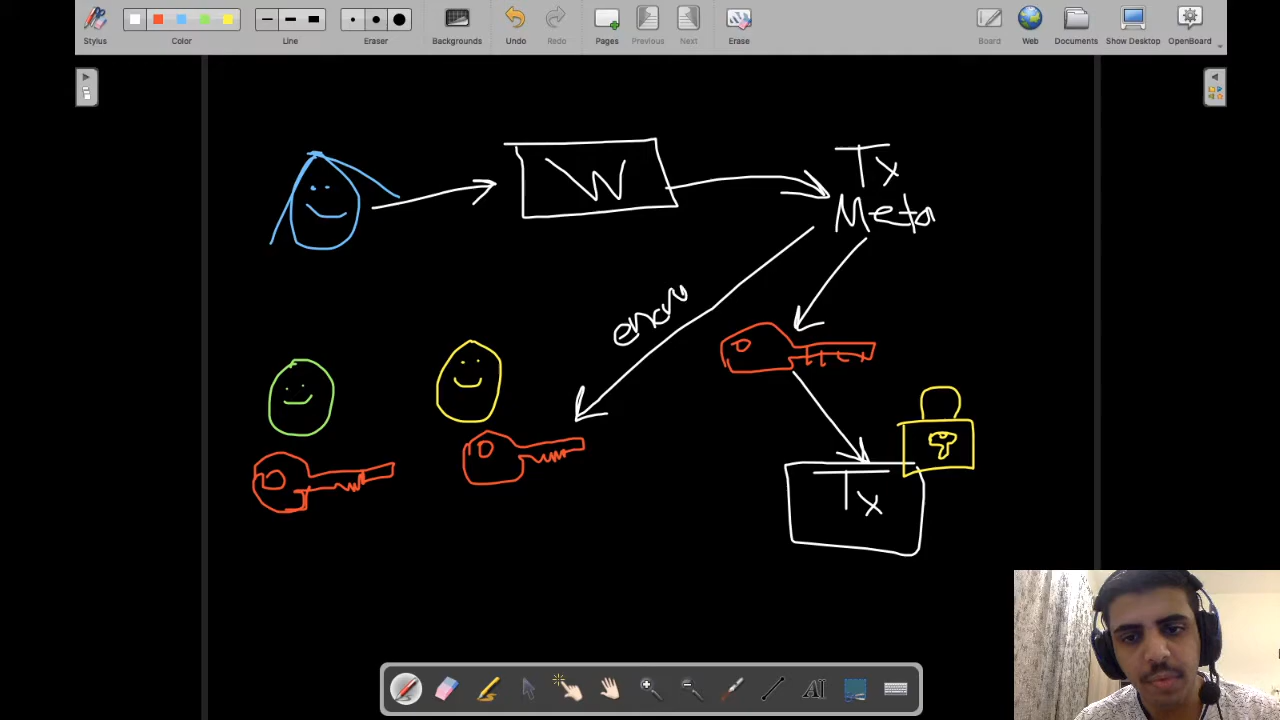 Stylus
Color
Line
Eraser
Backgrounds
Undo
Redo
Pages
Previous
Next
Erase
Board
Web
Documents
Show Desktop
OpenBoard
W
Tx
Meta
Tx
AI